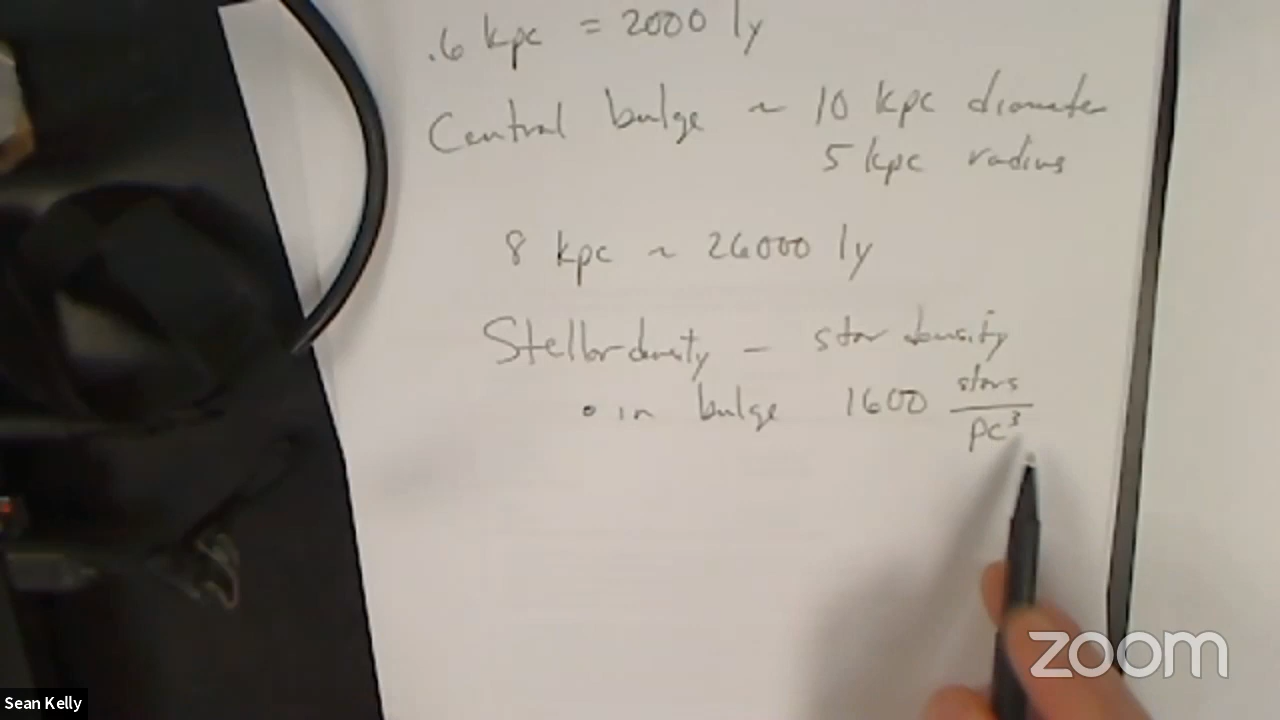 .6 kpc = 2000 ly
Central bulge ~ 10 kpc diameter
5 kpc radius
8 kpc ~ 26000 ly
Stellar density – star density
• in bulge 1600 stars / pc³
zoom
Sean Kelly